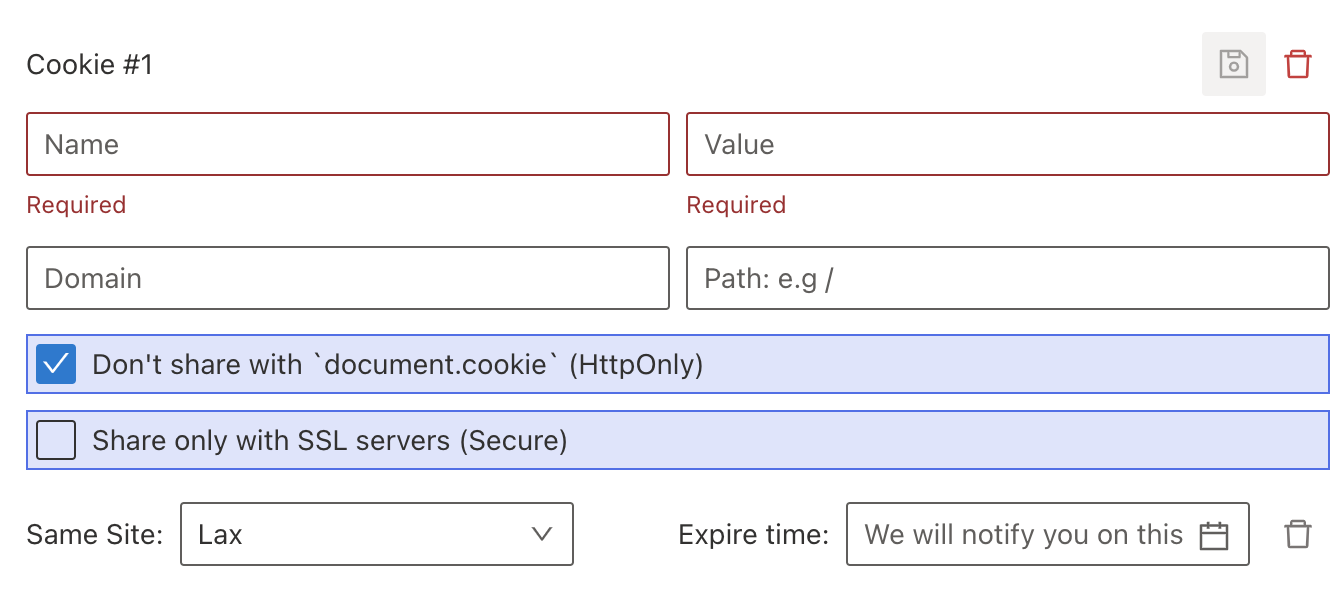 Cookie #1
Name
Value
Required
Required
Domain
Path: e.g /
Don't share with `document.cookie` (HttpOnly)
Share only with SSL servers (Secure)
Same Site:
Lax
Expire time:
We will notify you on this